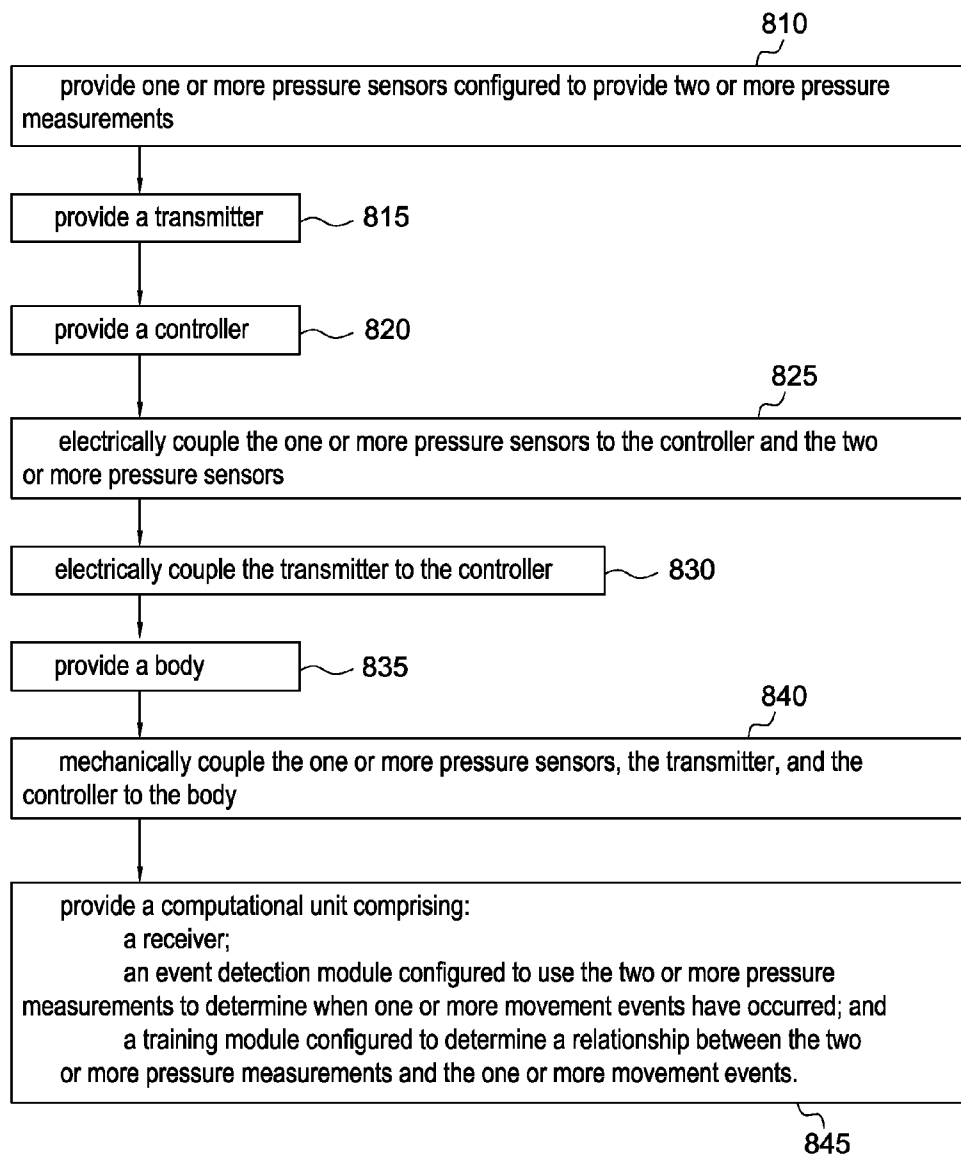 810
provide one or more pressure sensors configured to provide two or more pressure
measurements
provide a transmitter
815
provide a controller
820
825
electrically couple the one or more pressure sensors to the controller and the two
or more pressure sensors
electrically couple the transmitter to the controller
830
provide a body
835
840
mechanically couple the one or more pressure sensors, the transmitter, and the
controller to the body
provide a computational unit comprising:
a receiver;
an event detection module configured to use the two or more pressure
measurements to determine when one or more movement events have occurred; and
a training module configured to determine a relationship between the two
or more pressure measurements and the one or more movement events.
845